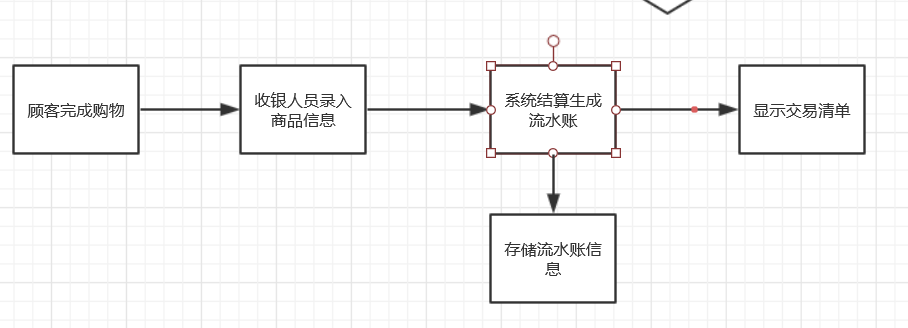 顾客完成购物
收银人员录入
商品信息
系统结算生成
流水账
显示交易清单
存储流水账信
息